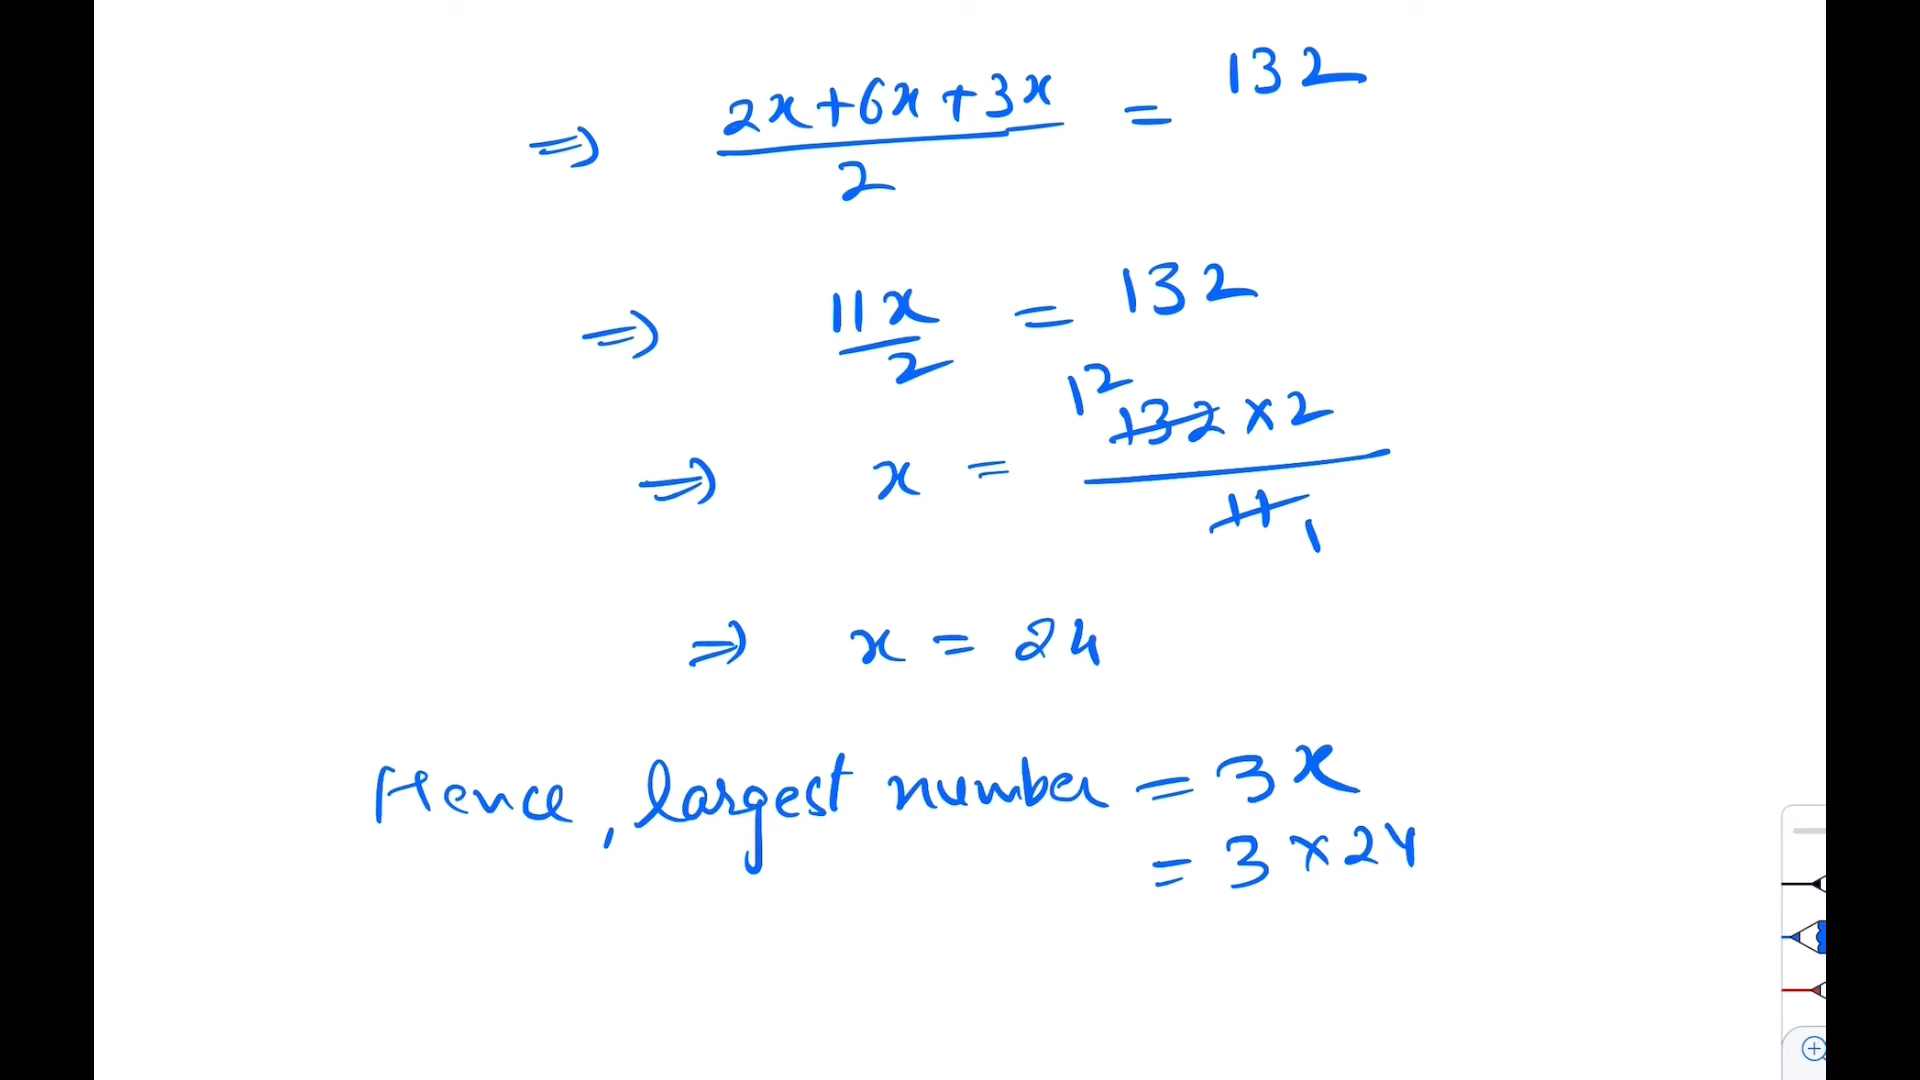 ⇒ (2x+6x+3x)/2 = 132
⇒ 11x/2 = 132
⇒ x = 12 132 × 2 / 11 1
⇒ x = 24
Hence, largest number = 3x
= 3 × 24